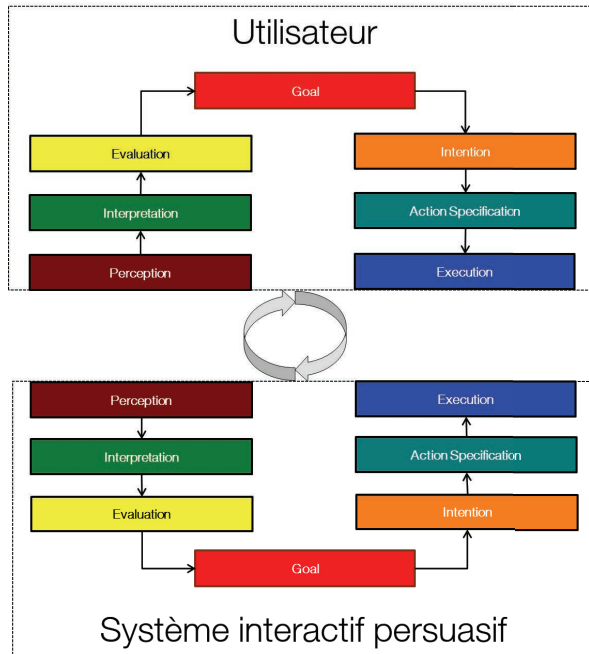 Utilisateur
Goal
Evaluation
Intention
Interpretation
Action Specification
Perception
Execution
Perception
Execution
Interpretation
Action Specification
Evaluation
Intention
Goal
Système interactif persuasif